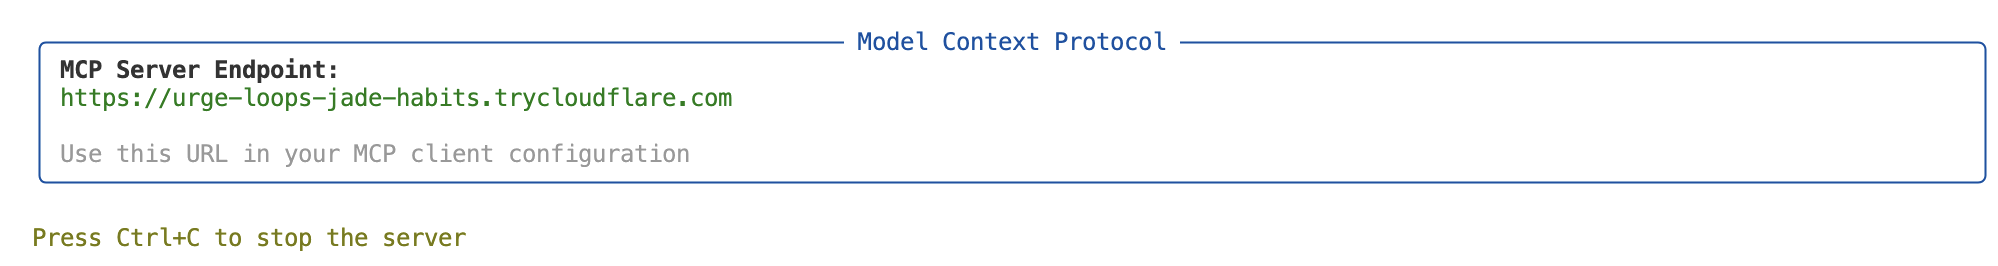 Model Context Protocol
MCP Server Endpoint:
https://urge-loops-jade-habits.trycloudflare.com
Use this URL in your MCP client configuration
Press Ctrl+C to stop the server